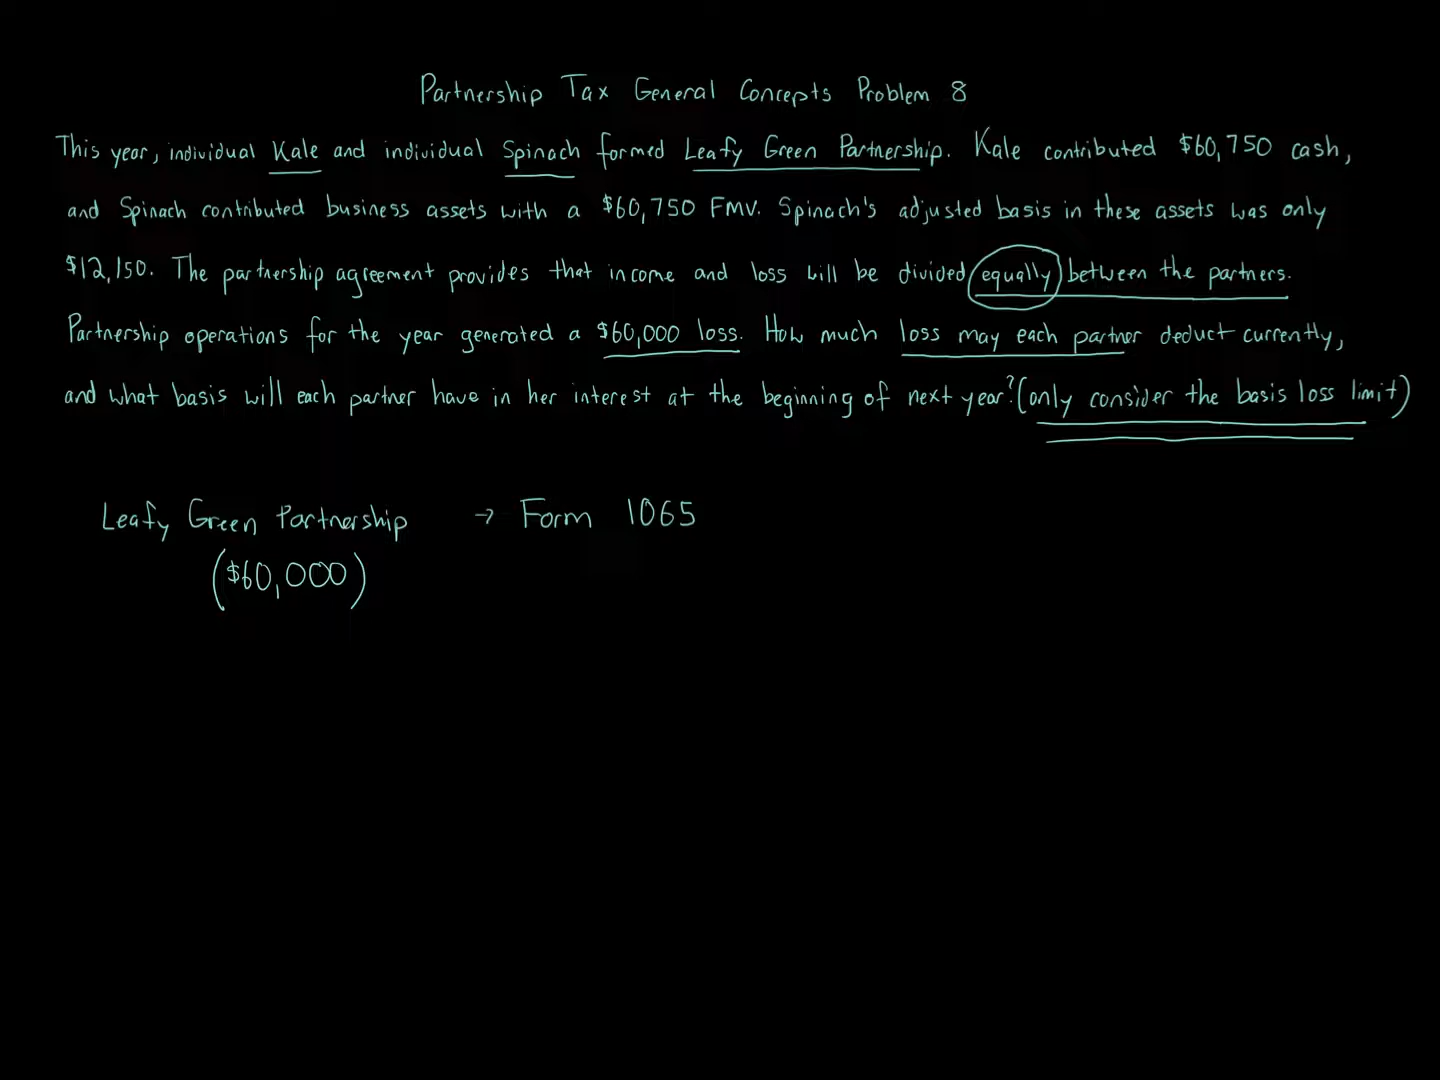 Partnership Tax General Concepts Problem 8
This year, individual Kale and individual Spinach formed Leafy Green Partnership. Kale contributed $60,750 cash,
and Spinach contributed business assets with a $60,750 FMV. Spinach's adjusted basis in these assets was only
$12,150. The partnership agreement provides that income and loss will be divided equally between the partners.
Partnership operations for the year generated a $60,000 loss. How much loss may each partner deduct currently,
and what basis will each partner have in her interest at the beginning of next year? (only consider the basis loss limit)
Leafy Green Partnership → Form 1065
($60,000)